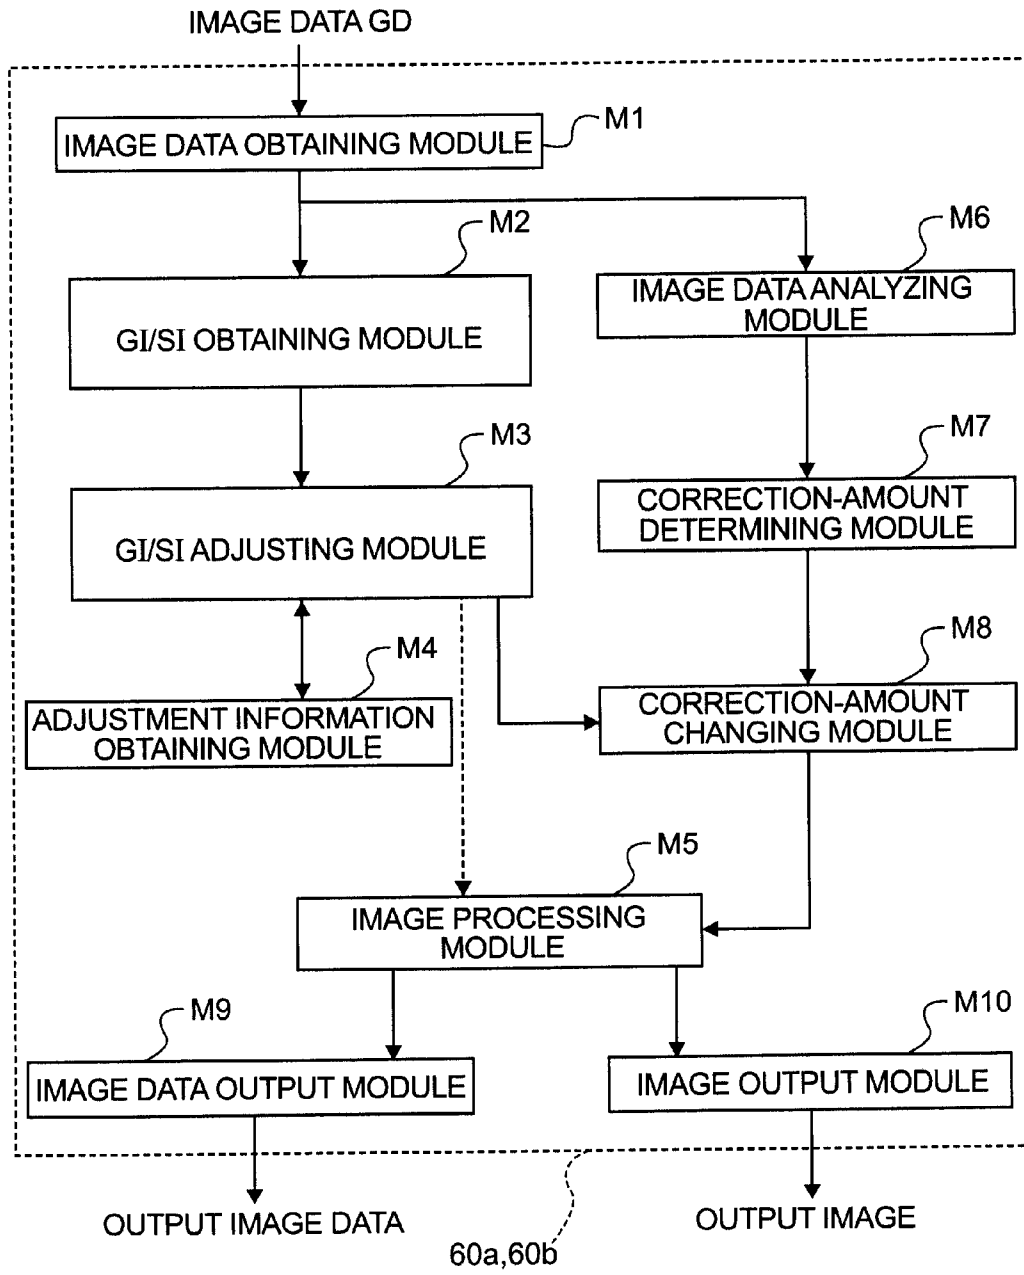 IMAGE DATA GD
IMAGE DATA OBTAINING MODULE
M1
M2
GI/SI OBTAINING MODULE
M6
IMAGE DATA ANALYZING
MODULE
M3
GI/SI ADJUSTING MODULE
M7
CORRECTION-AMOUNT
DETERMINING MODULE
M4
ADJUSTMENT INFORMATION
OBTAINING MODULE
M8
CORRECTION-AMOUNT
CHANGING MODULE
M5
IMAGE PROCESSING
MODULE
M9
IMAGE DATA OUTPUT MODULE
M10
IMAGE OUTPUT MODULE
OUTPUT IMAGE DATA
OUTPUT IMAGE
60a,60b